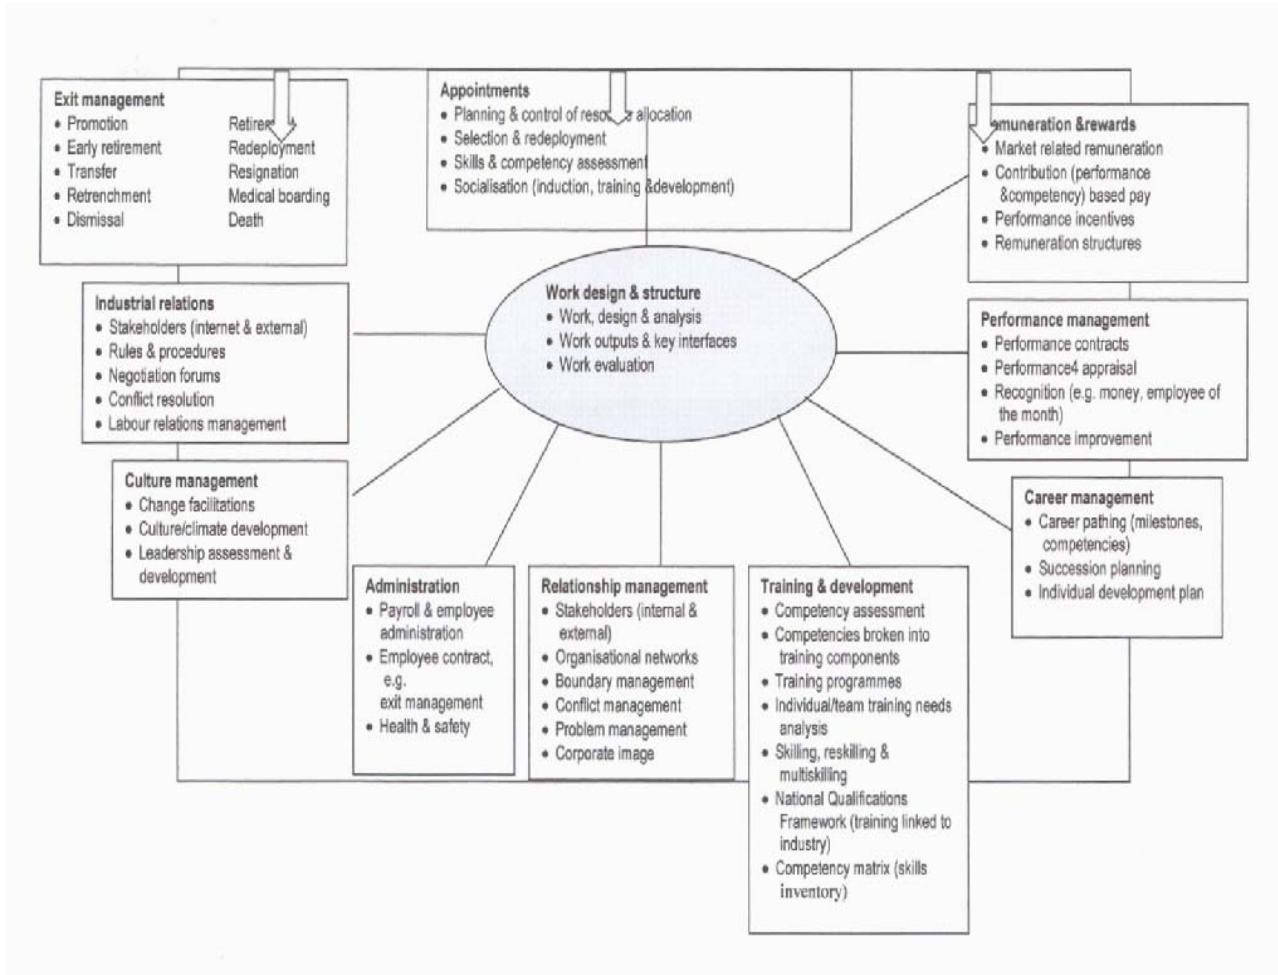 Exit management
• Promotion
• Early retirement
• Transfer
• Retrenchment
• Dismissal
Redeployment
Resignation
Medical boarding
Death
Appointments
• Planning & control of allocation
• Selection & redeployment
• Skills & competency assessment
• Socialisation (induction, training &development)
&rewards
• Market related remuneration
• Contribution (performance
&competency) based pay
• Performance incentives
• Remuneration structures
Industrial relations
• Stakeholders (internet & external)
• Rules & procedures
• Negotiation forums
• Conflict resolution
• Labour relations management
Work design & structure
• Work, design & analysis
• Work outputs & key interfaces
• Work evaluation
Performance management
• Performance contracts
• Performance4 appraisal
• Recognition (e.g. money, employee of
the month)
• Performance improvement
Culture management
• Change facilitations
• Culture/climate development
• Leadership assessment &
development
Career management
• Career pathing (milestones,
competencies)
• Succession planning
• Individual development plan
Administration
• Payroll & employee
administration
• Employee contract,
e.g.
exit management
• Health & safety
Relationship management
• Stakeholders (internal &
external)
• Organisational networks
• Boundary management
• Conflict management
• Problem management
• Corporate image
Training & development
• Competency assessment
• Competencies broken into
training components
• Training programmes
• Individual/team training needs
analysis
• Skilling, reskilling &
multiskilling
• National Qualifications
Framework (training linked to
industry)
• Competency matrix (skills
inventory)